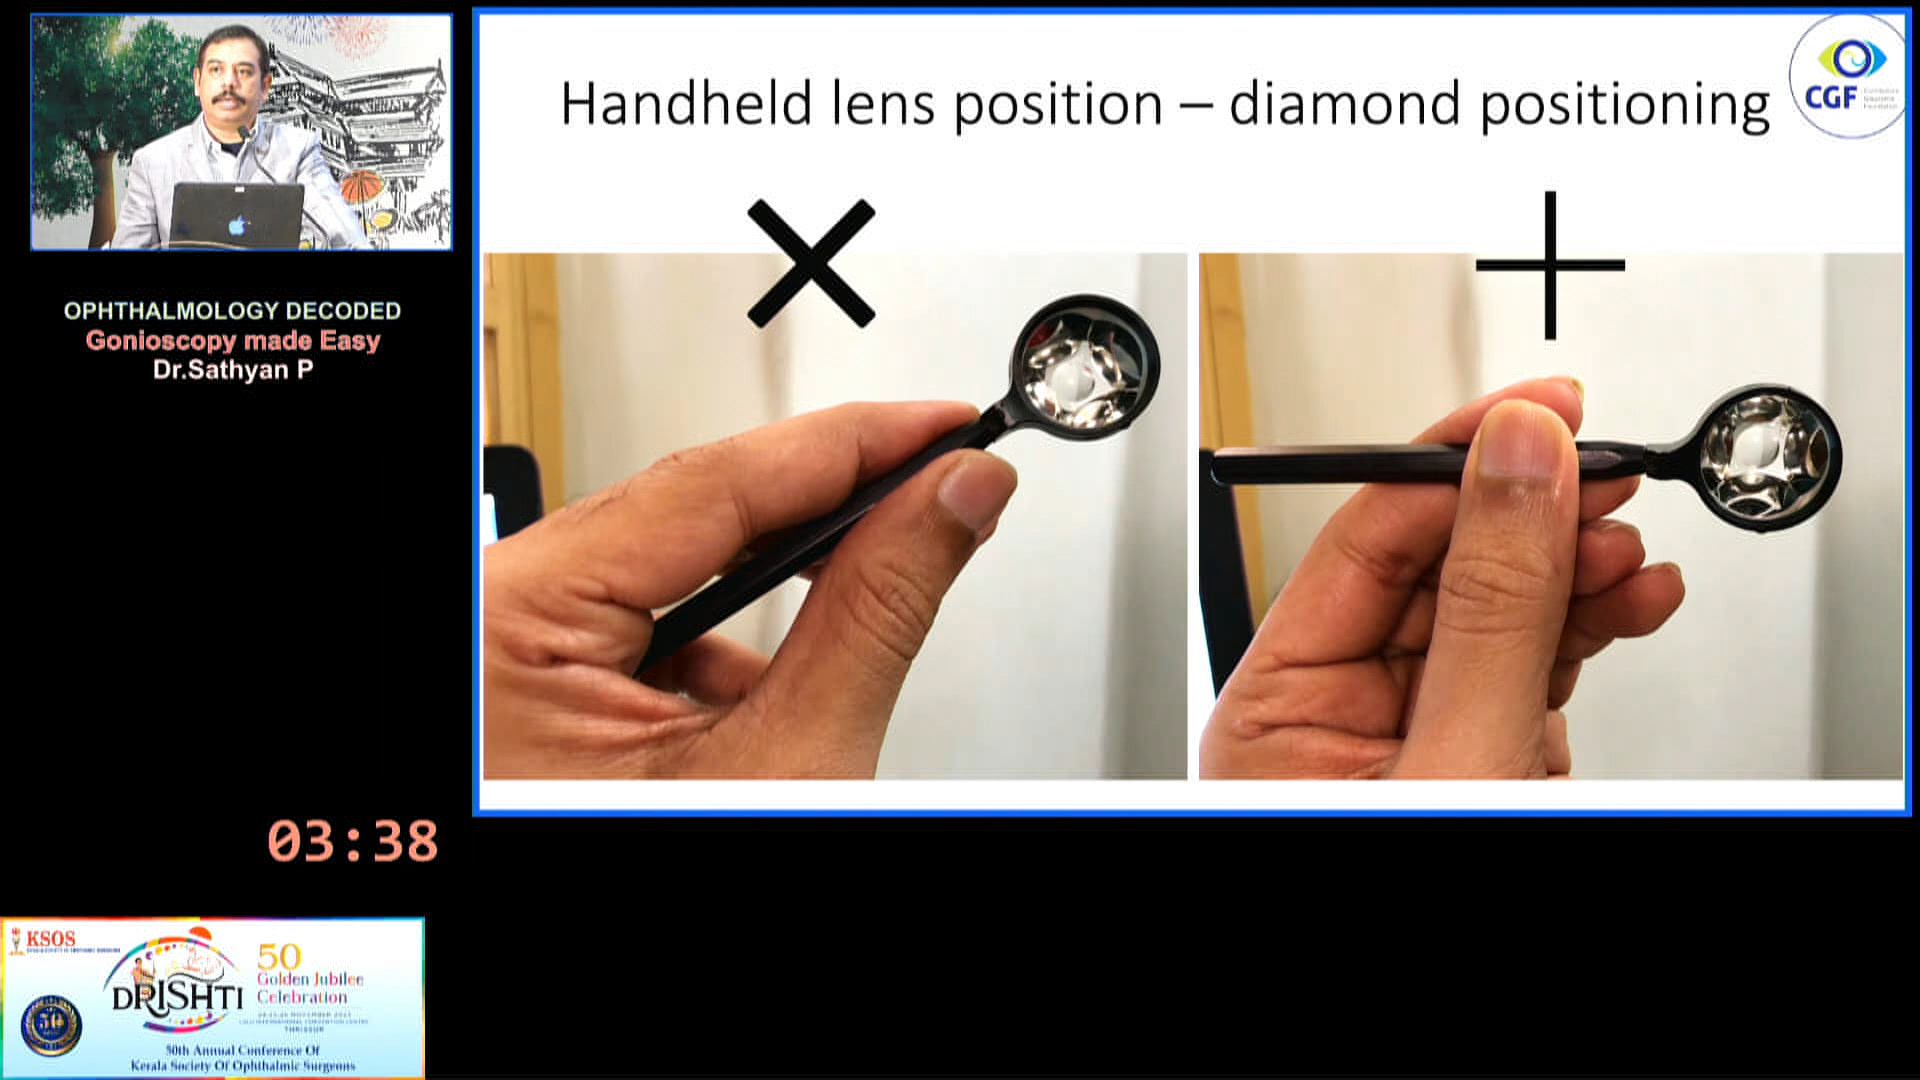 Handheld lens position – diamond positioning
CGF
OPHTHALMOLOGY DECODED
Gonioscopy made Easy
Dr.Sathyan P
03:38
KSOS
DRISHTI
50
Golden Jubilee
Celebration
THRISSUR
50th Annual Conference Of
Kerala Society Of Ophthalmic Surgeons